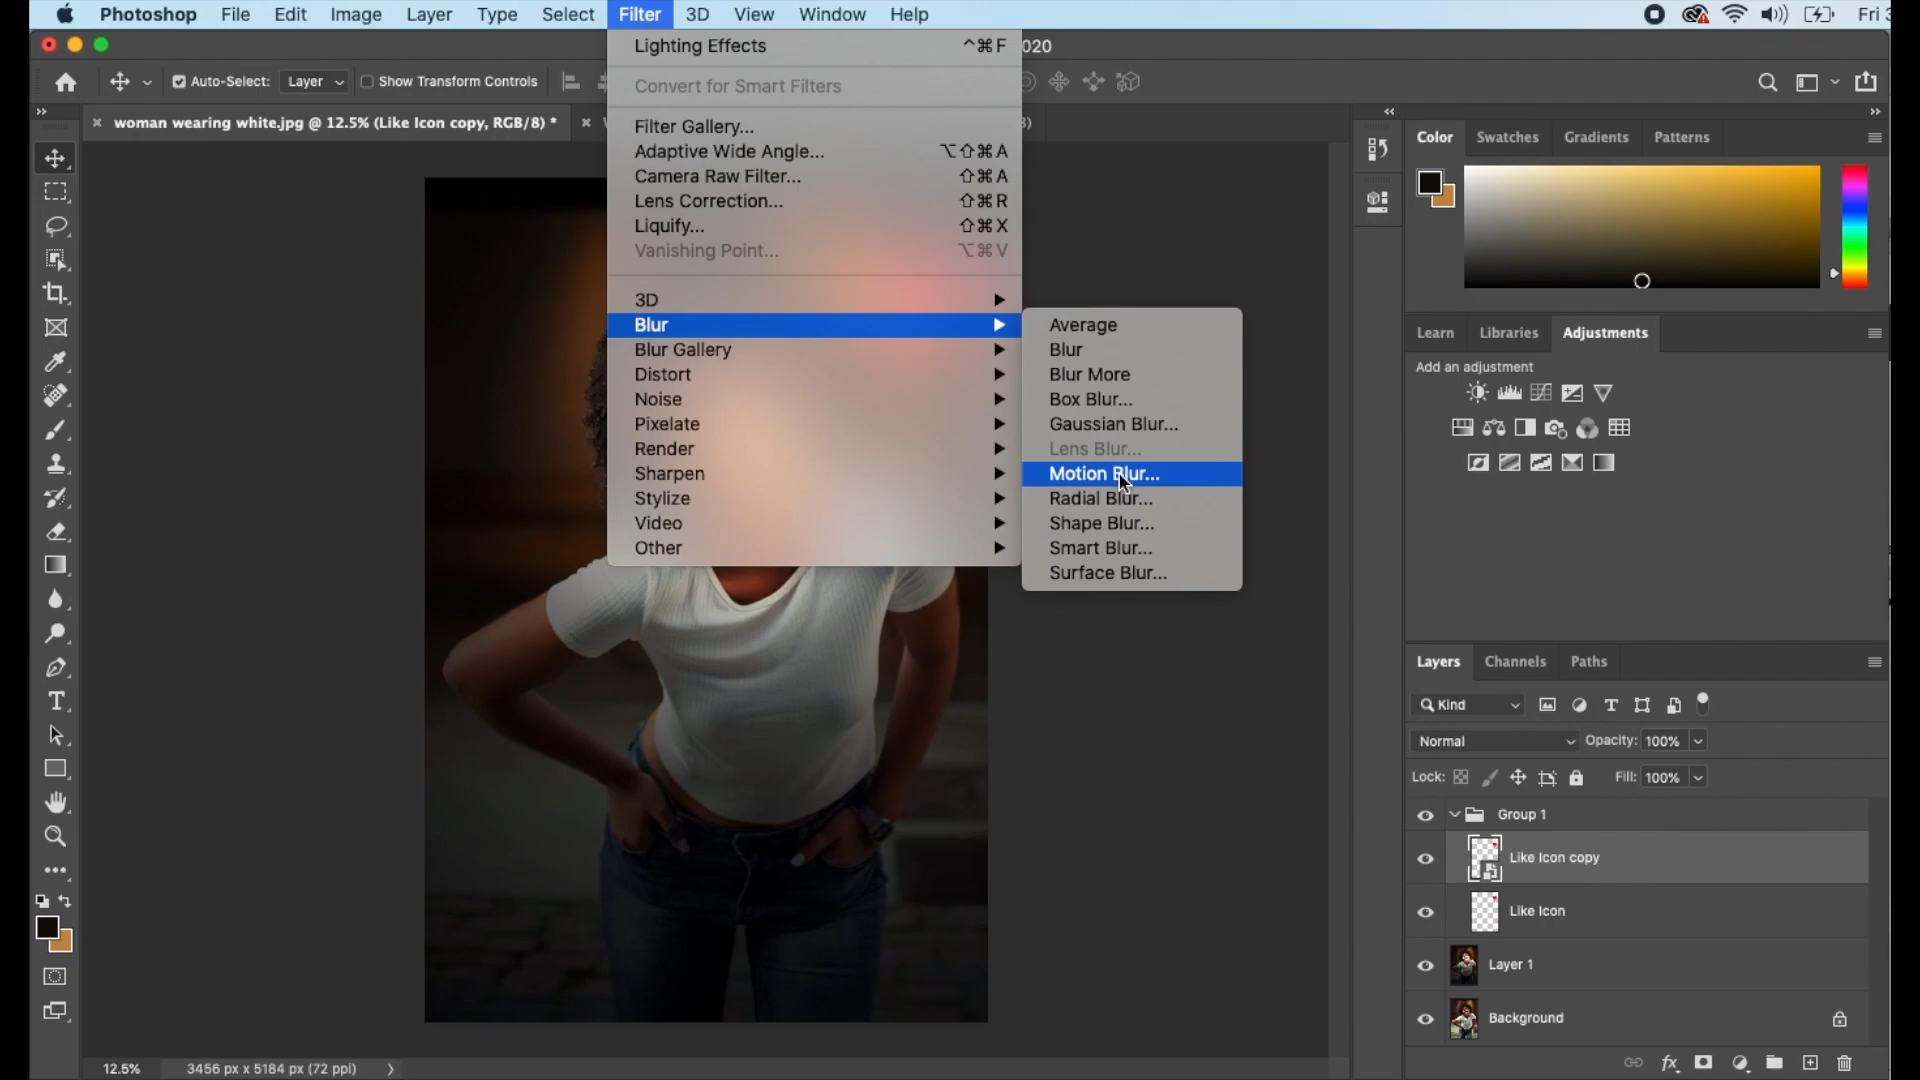 Photoshop File Edit Image Layer Type Select Filter 3D View Window Help Fri
2020
Auto-Select: Layer Show Transform Controls
woman wearing white.jpg @ 12.5% (Like Icon copy, RGB/8) *
Lighting Effects ^⌘F
Convert for Smart Filters
Filter Gallery...
Adaptive Wide Angle... ⌥⇧⌘A
Camera Raw Filter... ⇧⌘A
Lens Correction... ⇧⌘R
Liquify... ⇧⌘X
Vanishing Point... ⌥⌘V
3D
Blur
Blur Gallery
Distort
Noise
Pixelate
Render
Sharpen
Stylize
Video
Other
Average
Blur
Blur More
Box Blur...
Gaussian Blur...
Lens Blur...
Motion Blur...
Radial Blur...
Shape Blur...
Smart Blur...
Surface Blur...
Color Swatches Gradients Patterns
Learn Libraries Adjustments
Add an adjustment
Layers Channels Paths
Kind
Normal Opacity: 100%
Lock: Fill: 100%
Group 1
Like Icon copy
Like Icon
Layer 1
Background
12.5% 3456 px x 5184 px (72 ppi)